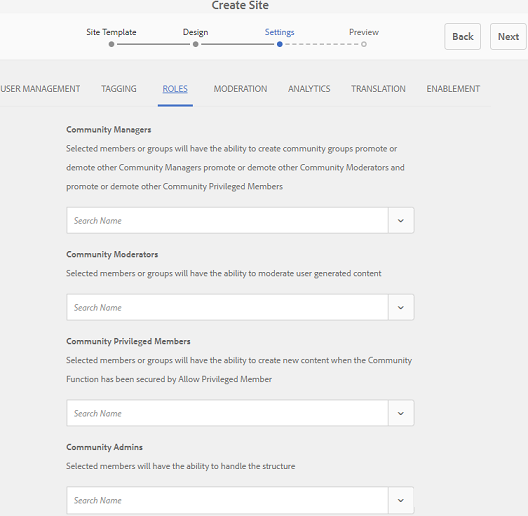 Create Site
Site Template Design Settings Preview
Back Next
USER MANAGEMENT TAGGING ROLES MODERATION ANALYTICS TRANSLATION ENABLEMENT
Community Managers
Selected members or groups will have the ability to create community groups promote or
demote other Community Managers promote or demote other Community Moderators and
promote or demote other Community Privileged Members
Search Name
Community Moderators
Selected members or groups will have the ability to moderate user generated content
Search Name
Community Privileged Members
Selected members or groups will have the ability to create new content when the Community
Function has been secured by Allow Privileged Member
Search Name
Community Admins
Selected members will have the ability to handle the structure
Search Name